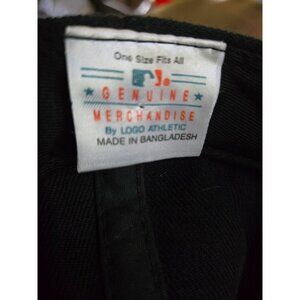 One Size Fits All
GENUINE
MERCHANDISE
By LOGO ATHLETIC
MADE IN BANGLADESH